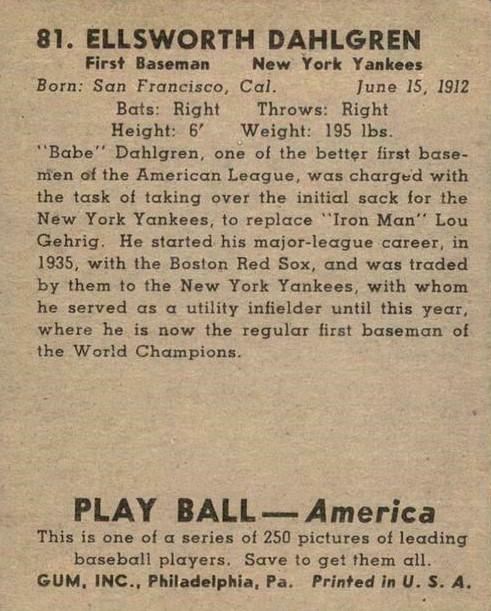 81. ELLSWORTH DAHLGREN
First Baseman New York Yankees
Born: San Francisco, Cal. June 15, 1912
Bats: Right Throws: Right
Height: 6' Weight: 195 lbs.
"Babe" Dahlgren, one of the better first base-
men of the American League, was charged with
the task of taking over the initial sack for the
New York Yankees, to replace "Iron Man" Lou
Gehrig. He started his major-league career, in
1935, with the Boston Red Sox, and was traded
by them to the New York Yankees, with whom
he served as a utility infielder until this year,
where he is now the regular first baseman of
the World Champions.
PLAY BALL—America
This is one of a series of 250 pictures of leading
baseball players. Save to get them all.
GUM, INC., Philadelphia, Pa. Printed in U. S. A.